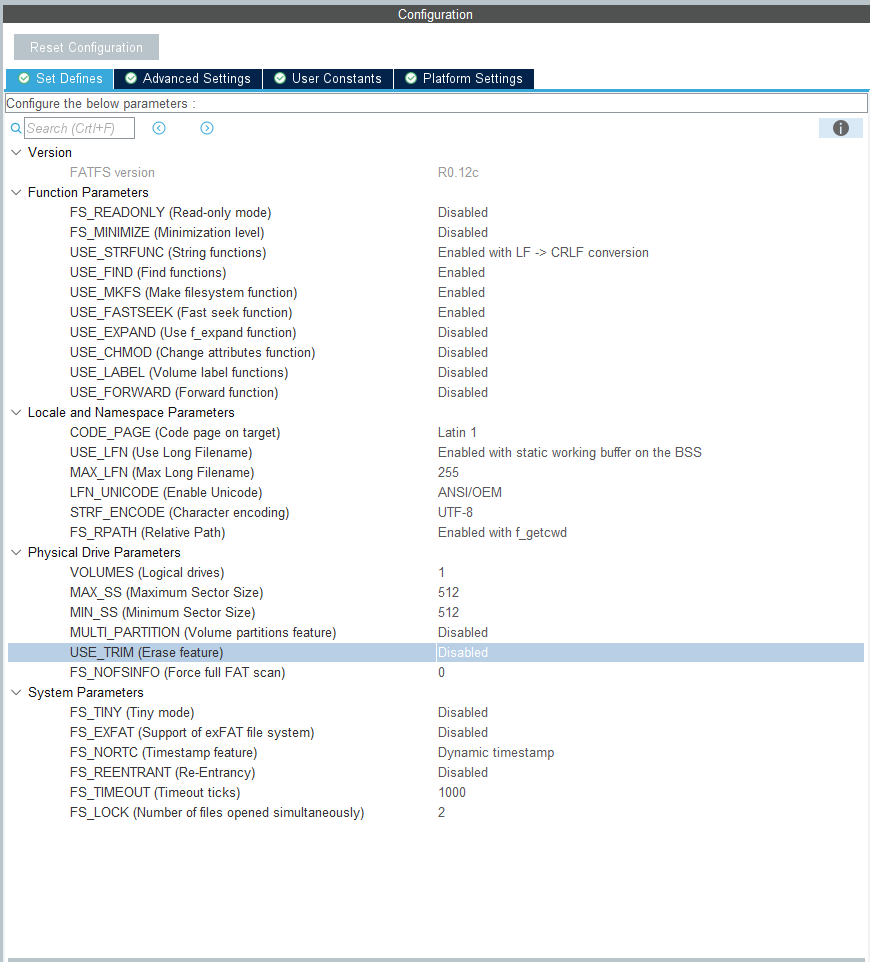 Configuration
Reset Configuration
Set Defines Advanced Settings User Constants Platform Settings
Configure the below parameters :
Search (Crtl+F)
Version
FATFS version R0.12c
Function Parameters
FS_READONLY (Read-only mode) Disabled
FS_MINIMIZE (Minimization level) Disabled
USE_STRFUNC (String functions) Enabled with LF -> CRLF conversion
USE_FIND (Find functions) Enabled
USE_MKFS (Make filesystem function) Enabled
USE_FASTSEEK (Fast seek function) Enabled
USE_EXPAND (Use f_expand function) Disabled
USE_CHMOD (Change attributes function) Disabled
USE_LABEL (Volume label functions) Disabled
USE_FORWARD (Forward function) Disabled
Locale and Namespace Parameters
CODE_PAGE (Code page on target) Latin 1
USE_LFN (Use Long Filename) Enabled with static working buffer on the BSS
MAX_LFN (Max Long Filename) 255
LFN_UNICODE (Enable Unicode) ANSI/OEM
STRF_ENCODE (Character encoding) UTF-8
FS_RPATH (Relative Path) Enabled with f_getcwd
Physical Drive Parameters
VOLUMES (Logical drives) 1
MAX_SS (Maximum Sector Size) 512
MIN_SS (Minimum Sector Size) 512
MULTI_PARTITION (Volume partitions feature) Disabled
USE_TRIM (Erase feature) Disabled
FS_NOFSINFO (Force full FAT scan) 0
System Parameters
FS_TINY (Tiny mode) Disabled
FS_EXFAT (Support of exFAT file system) Disabled
FS_NORTC (Timestamp feature) Dynamic timestamp
FS_REENTRANT (Re-Entrancy) Disabled
FS_TIMEOUT (Timeout ticks) 1000
FS_LOCK (Number of files opened simultaneously) 2